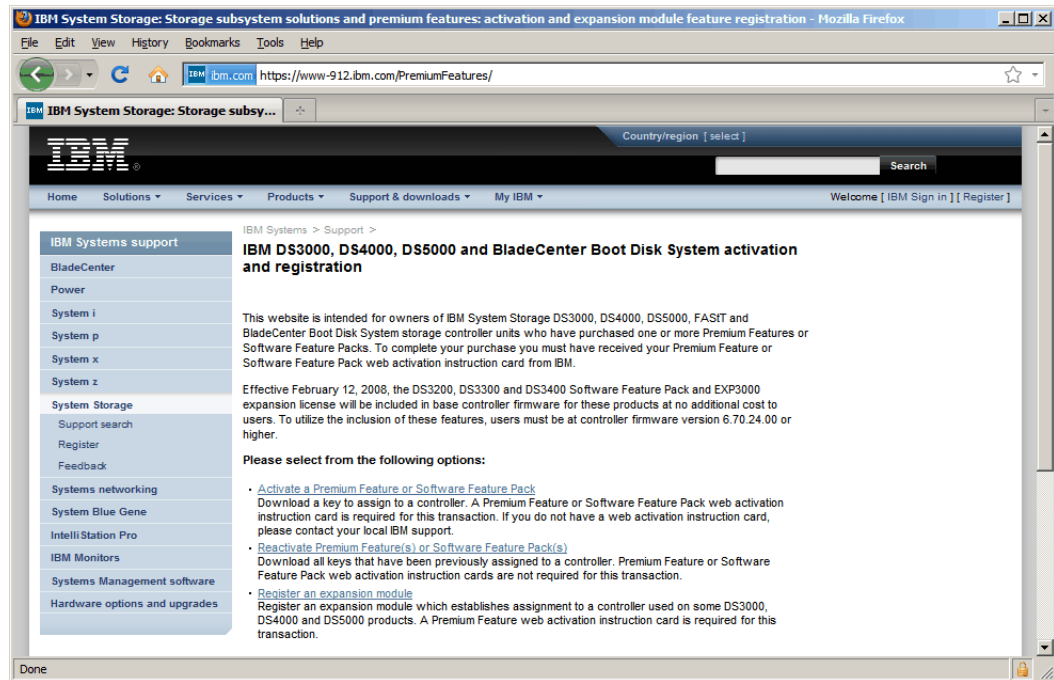 IBM System Storage: Storage subsystem solutions and premium features: activation and expansion module feature registration - Mozilla Firefox
File Edit View History Bookmarks Tools Help
IBM ibm.com https://www-912.ibm.com/PremiumFeatures/
IBM IBM System Storage: Storage subsy...
Country/region [ select ]
IBM ®
Search
Home Solutions Services Products Support & downloads My IBM Welcome [ IBM Sign in ] [ Register ]
IBM Systems support
BladeCenter
Power
System i
System p
System x
System z
System Storage
Support search
Register
Feedback
Systems networking
System Blue Gene
IntelliStation Pro
IBM Monitors
Systems Management software
Hardware options and upgrades
IBM Systems > Support >
IBM DS3000, DS4000, DS5000 and BladeCenter Boot Disk System activation
and registration
This website is intended for owners of IBM System Storage DS3000, DS4000, DS5000, FAStT and
BladeCenter Boot Disk System storage controller units who have purchased one or more Premium Features or
Software Feature Packs. To complete your purchase you must have received your Premium Feature or
Software Feature Pack web activation instruction card from IBM.
Effective February 12, 2008, the DS3200, DS3300 and DS3400 Software Feature Pack and EXP3000
expansion license will be included in base controller firmware for these products at no additional cost to
users. To utilize the inclusion of these features, users must be at controller firmware version 6.70.24.00 or
higher.
Please select from the following options:
• Activate a Premium Feature or Software Feature Pack
Download a key to assign to a controller. A Premium Feature or Software Feature Pack web activation
instruction card is required for this transaction. If you do not have a web activation instruction card,
please contact your local IBM support.
• Reactivate Premium Feature(s) or Software Feature Pack(s)
Download all keys that have been previously assigned to a controller. Premium Feature or Software
Feature Pack web activation instruction cards are not required for this transaction.
• Register an expansion module
Register an expansion module which establishes assignment to a controller used on some DS3000,
DS4000 and DS5000 products. A Premium Feature web activation instruction card is required for this
transaction.
Done